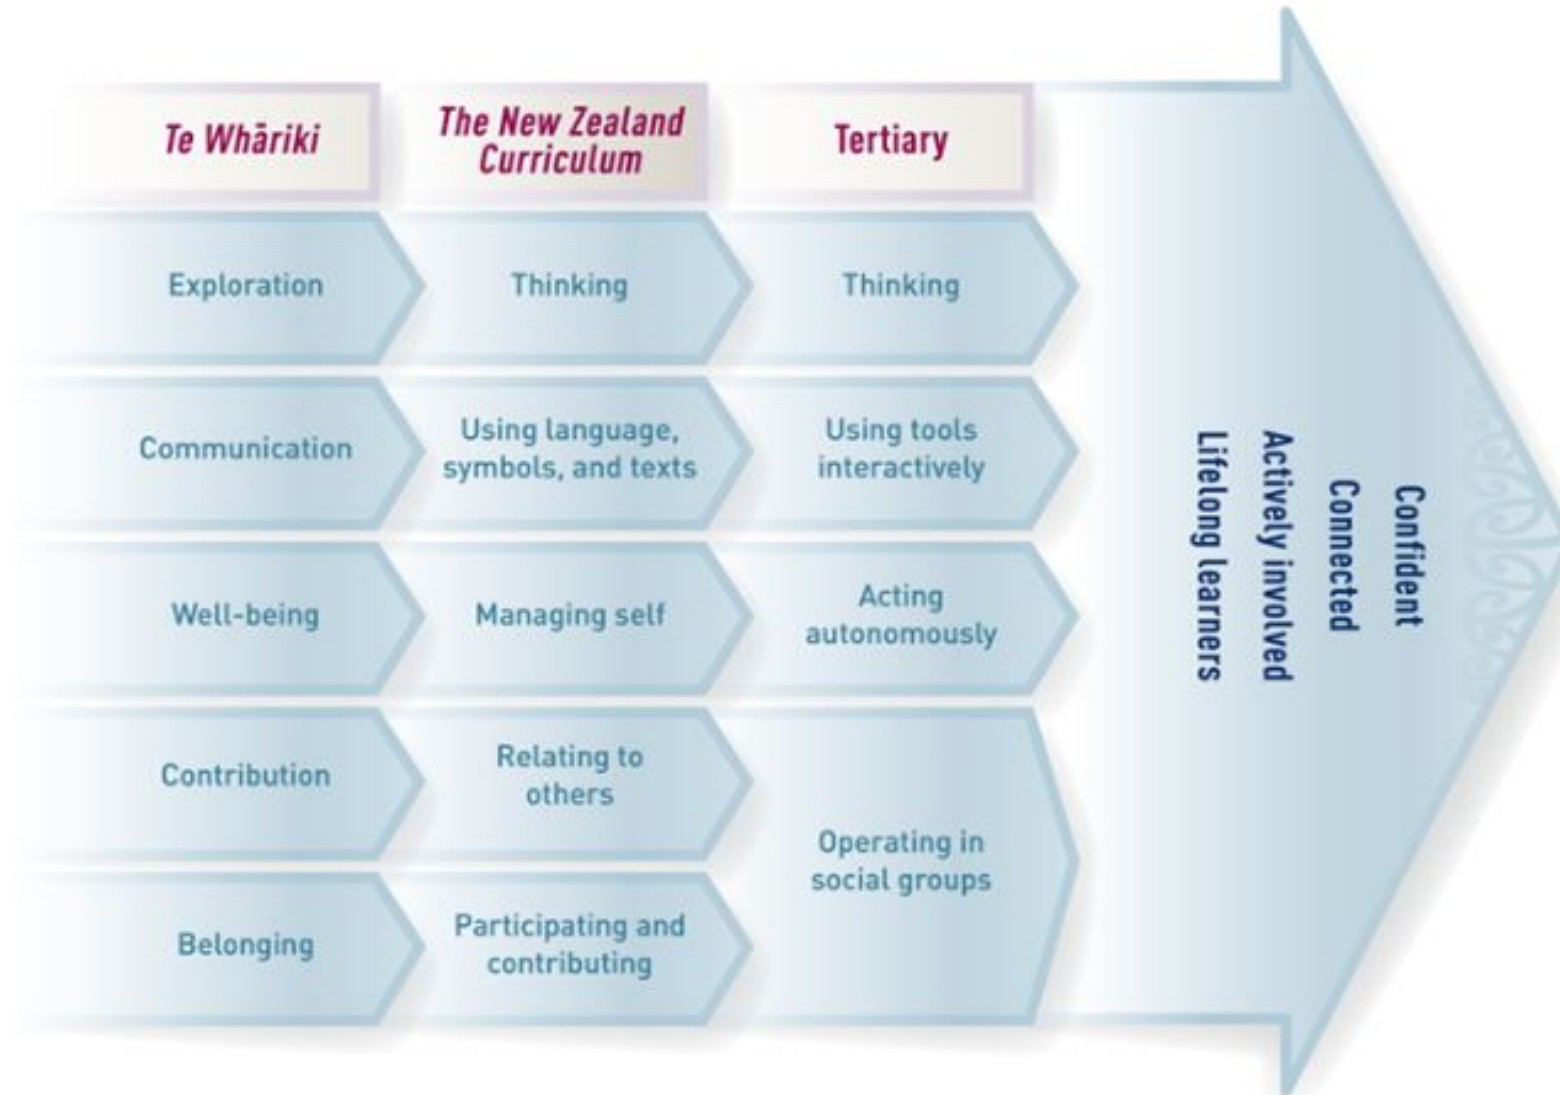 Te Whāriki
The New Zealand
Curriculum
Tertiary
Exploration
Thinking
Thinking
Communication
Using language,
symbols, and texts
Using tools
interactively
Well-being
Managing self
Acting
autonomously
Contribution
Relating to
others
Operating in
social groups
Belonging
Participating and
contributing
Confident
Connected
Actively involved
Lifelong learners